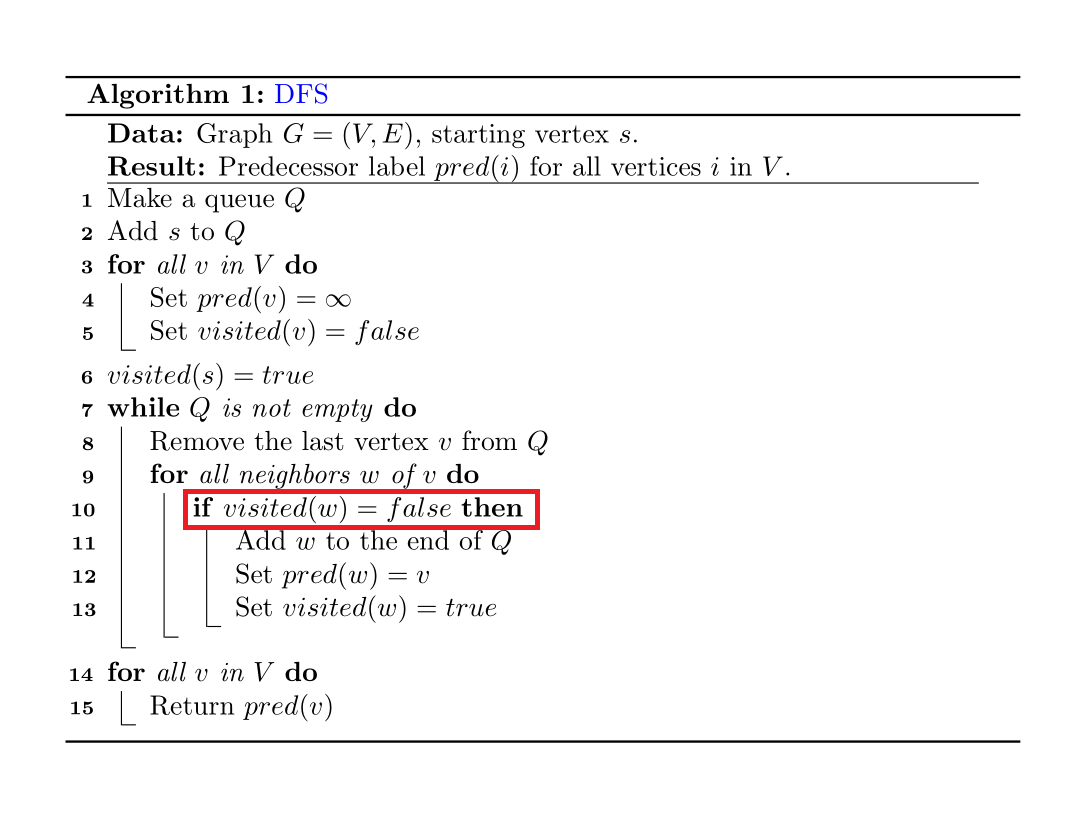 Algorithm 1: DFS
Data: Graph G = (V, E), starting vertex s.
Result: Predecessor label pred(i) for all vertices i in V.
1 Make a queue Q
2 Add s to Q
3 for all v in V do
4 Set pred(v) = ∞
5 Set visited(v) = false
6 visited(s) = true
7 while Q is not empty do
8 Remove the last vertex v from Q
9 for all neighbors w of v do
10 if visited(w) = false then
11 Add w to the end of Q
12 Set pred(w) = v
13 Set visited(w) = true
14 for all v in V do
15 Return pred(v)